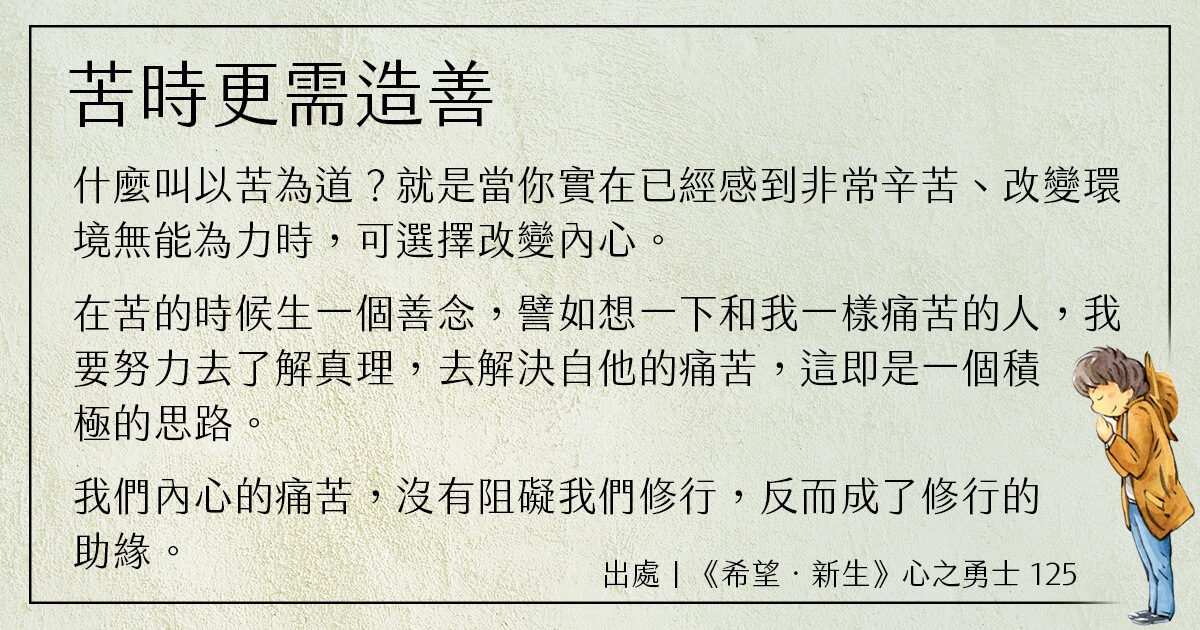 苦時更需造善
什麼叫以苦為道？就是當你實在已經感到非常辛苦、改變環
境無能為力時，可選擇改變內心。
在苦的時候生一個善念，譬如想一下和我一樣痛苦的人，我
要努力去了解真理，去解決自他的痛苦，這即是一個積
極的思路。
我們內心的痛苦，沒有阻礙我們修行，反而成了修行的
助緣。
出處｜《希望．新生》心之勇士 125